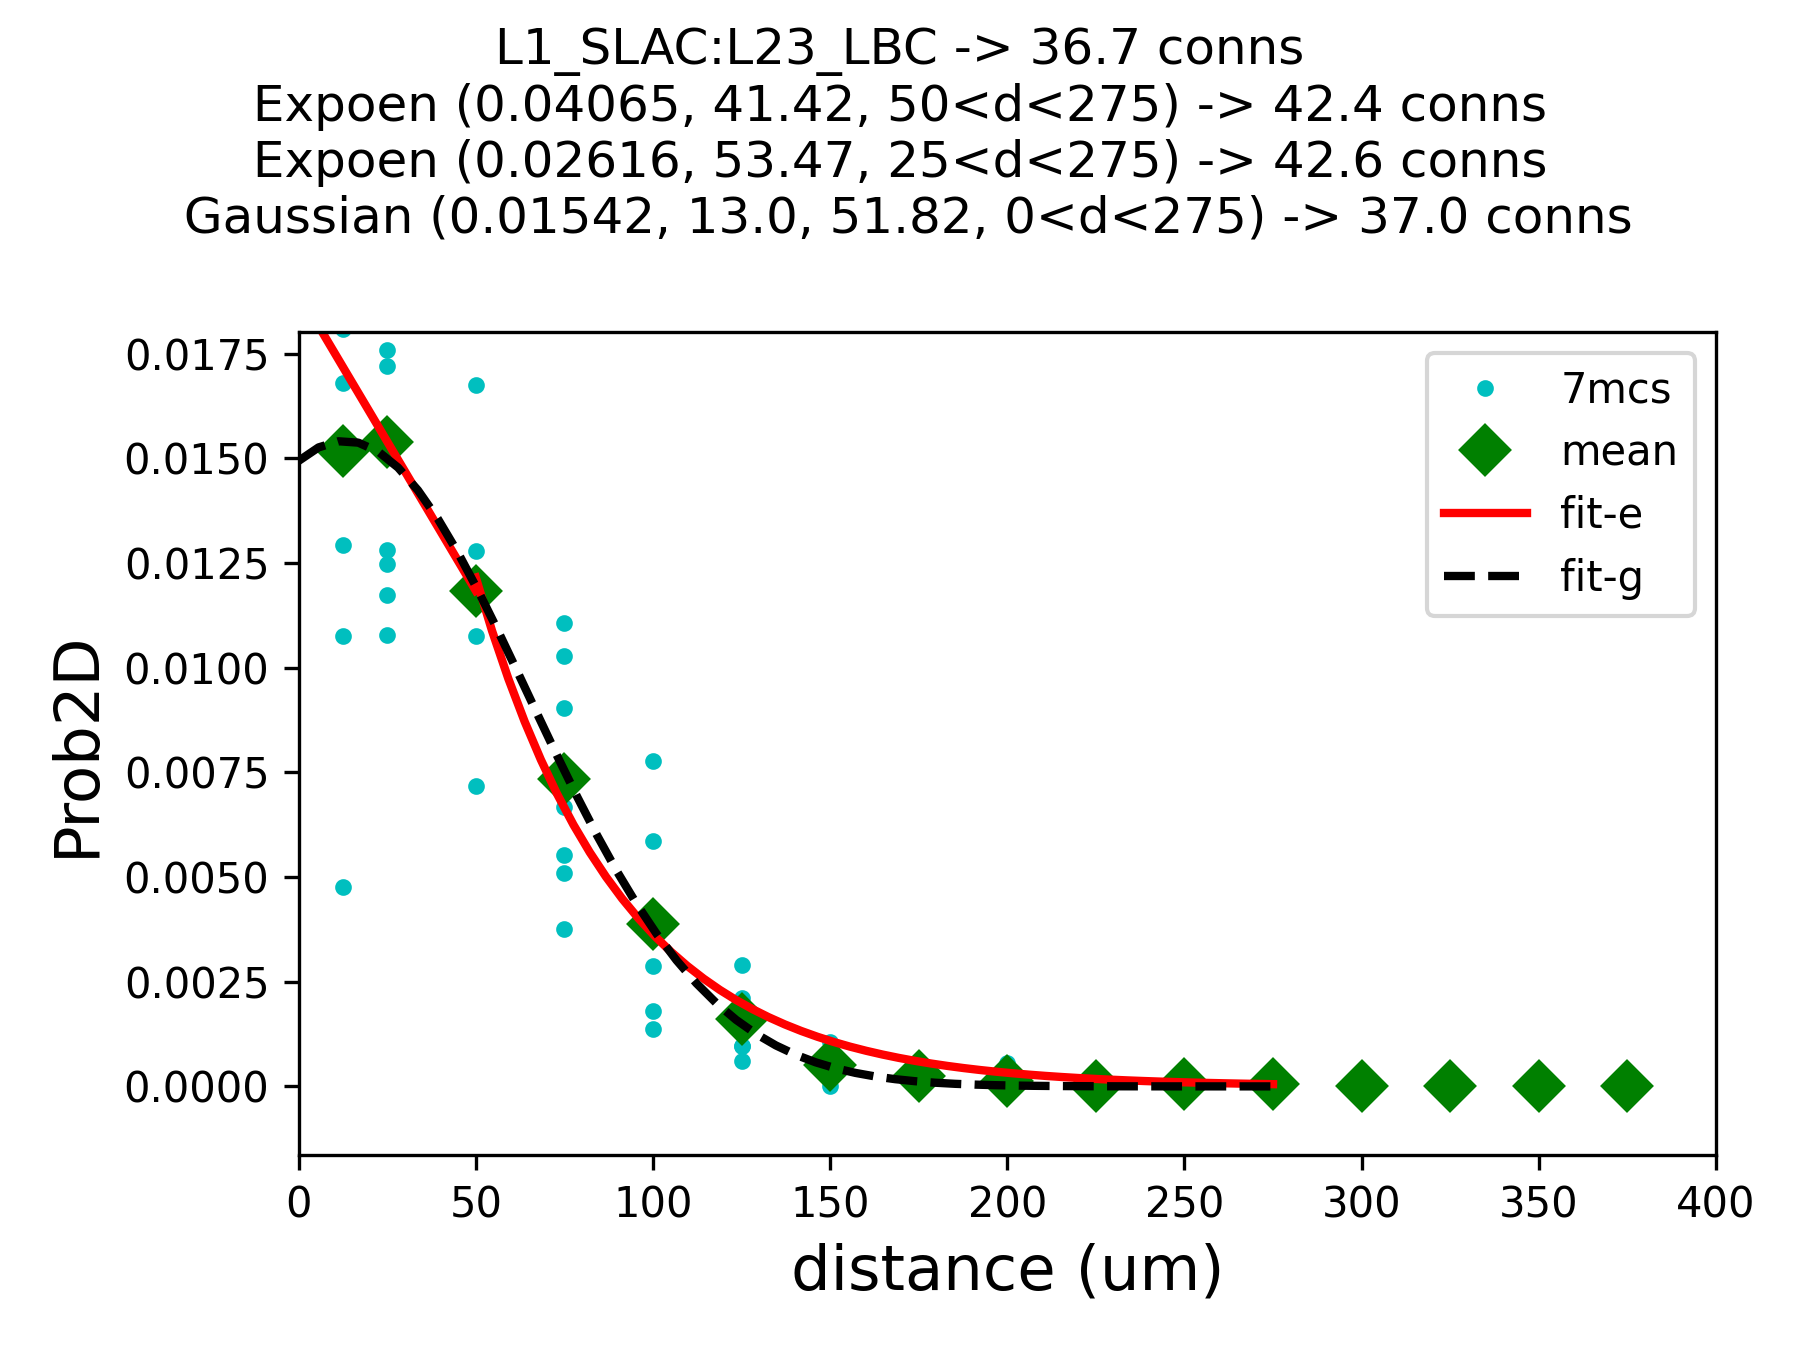 L1_SLAC:L23_LBC -> 36.7 conns
Expoen (0.04065, 41.42, 50<d<275) -> 42.4 conns
Expoen (0.02616, 53.47, 25<d<275) -> 42.6 conns
Gaussian (0.01542, 13.0, 51.82, 0<d<275) -> 37.0 conns
7mcs
mean
fit-e
fit-g
Prob2D
0.0175
0.0150
0.0125
0.0100
0.0075
0.0050
0.0025
0.0000
0 50 100 150 200 250 300 350 400
distance (um)